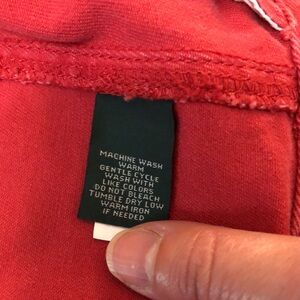 MACHINE WASH
WARM
GENTLE CYCLE
WASH WITH
LIKE COLORS
DO NOT BLEACH
TUMBLE DRY LOW
WARM IRON
IF NEEDED